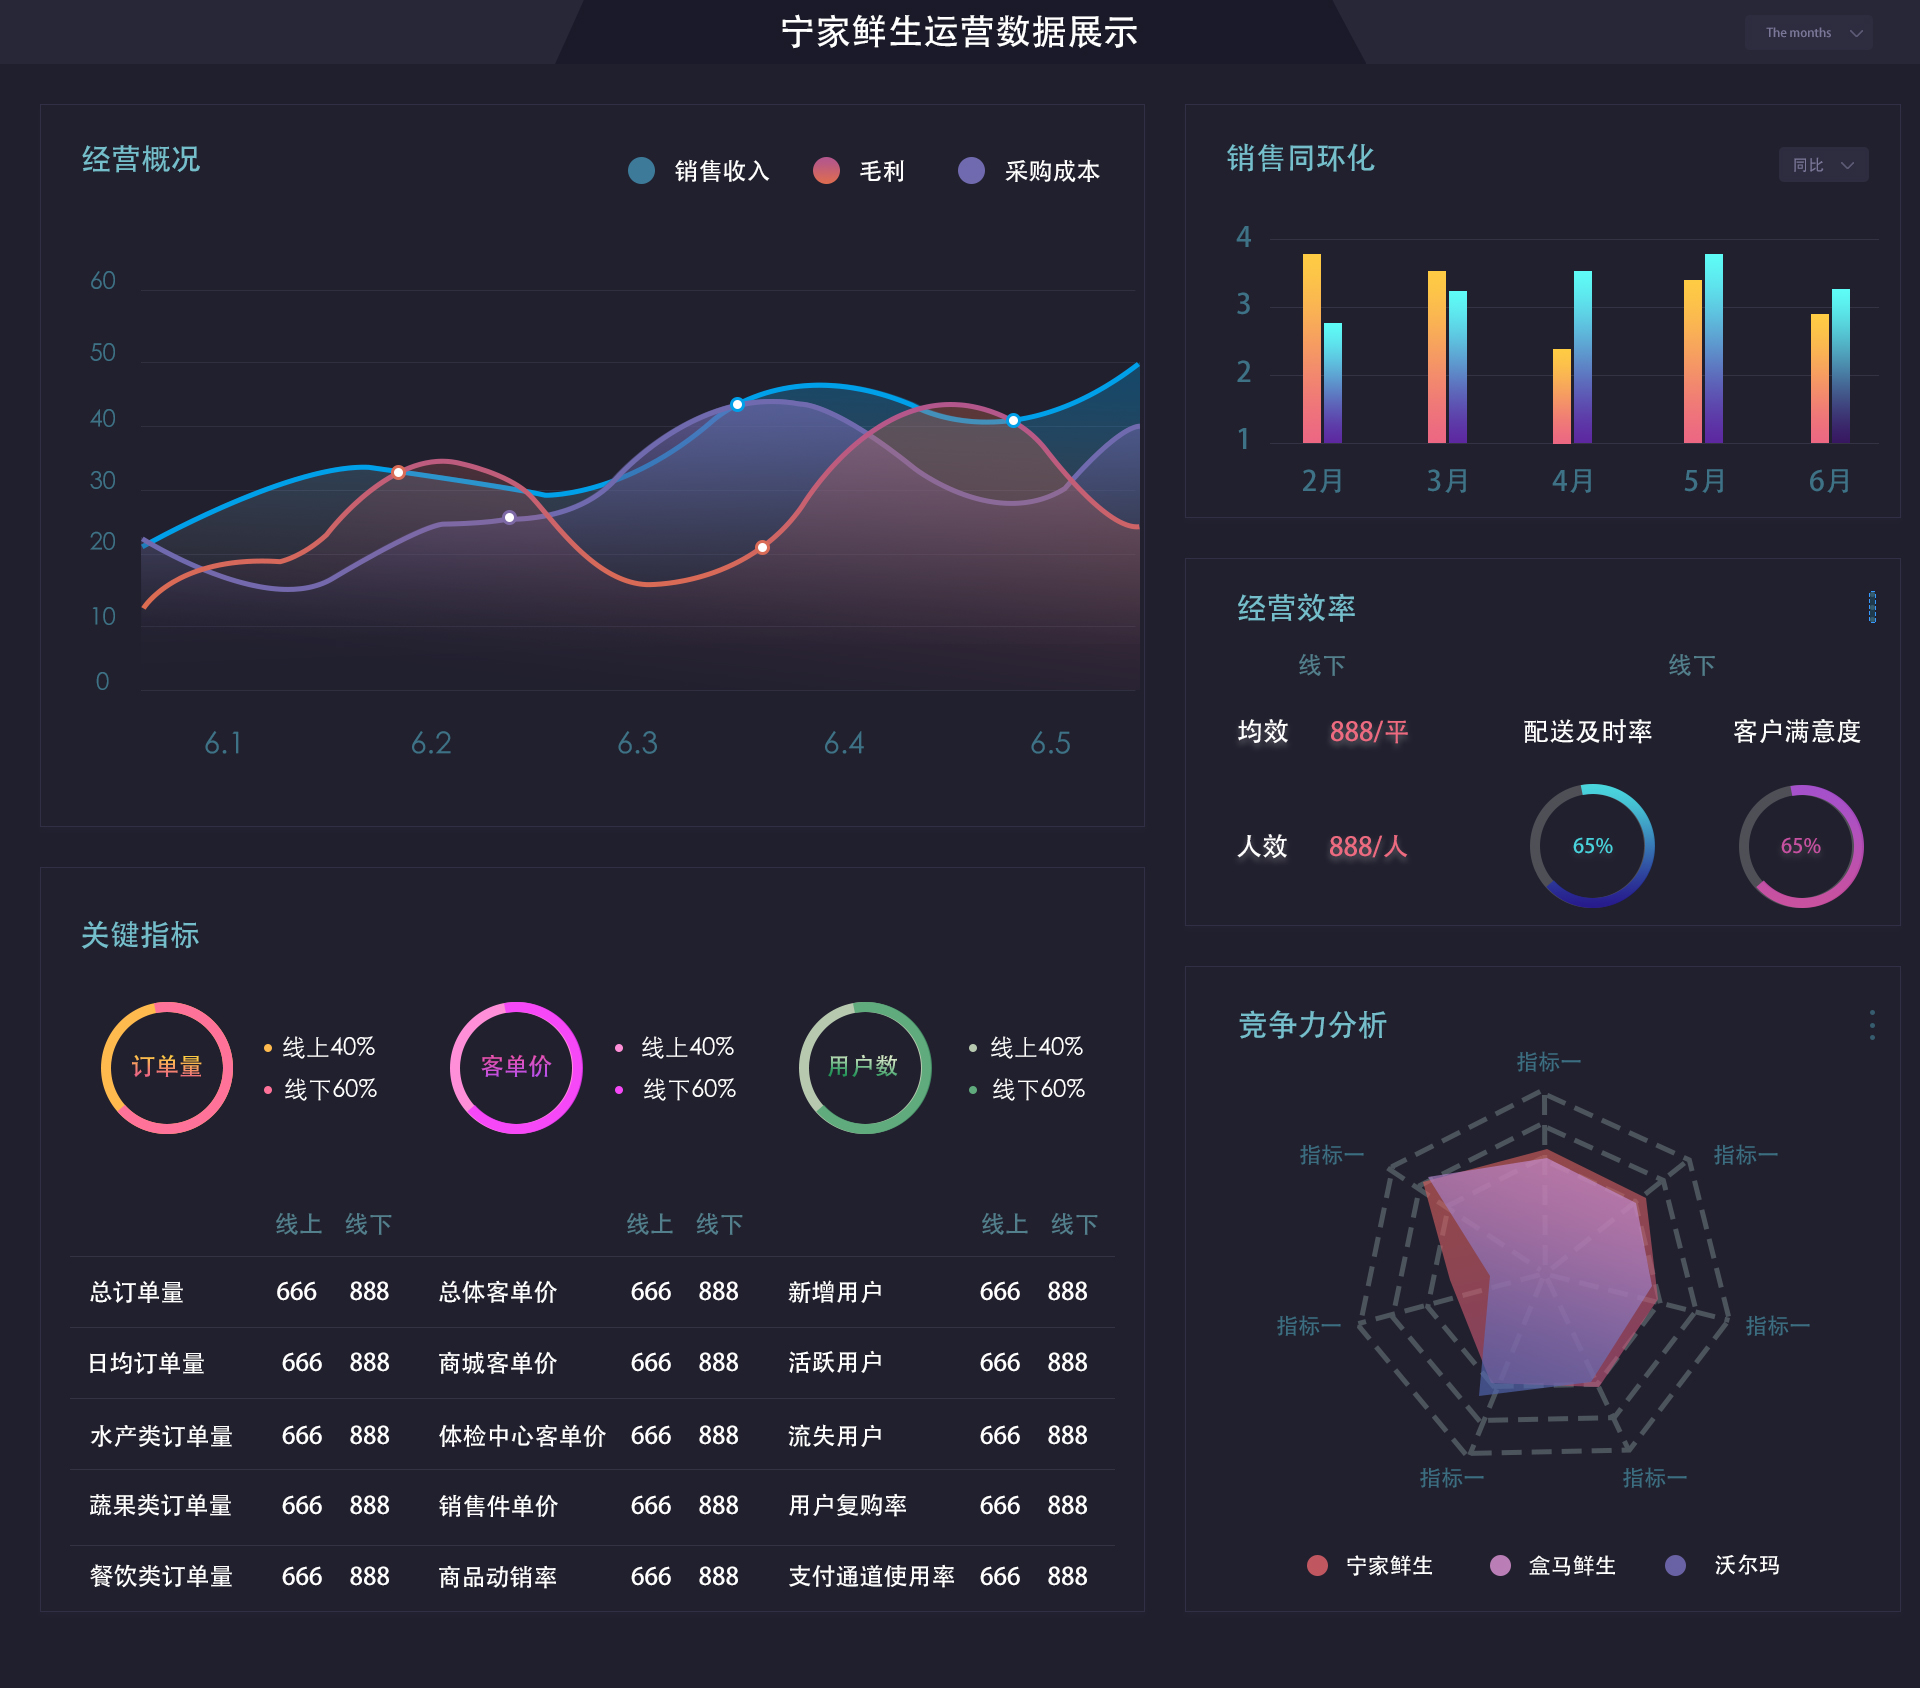 宁家鲜生运营数据展示
The months
经营概况
销售收入 毛利 采购成本
60
50
40
30
20
10
0
6.1 6.2 6.3 6.4 6.5
销售同环化
同比
4
3
2
1
2月 3月 4月 5月 6月
经营效率
线下 线下
均效 888/平 配送及时率 客户满意度
人效 888/人 65% 65%
关键指标
订单量
线上40%
线下60%
客单价
线上40%
线下60%
用户数
线上40%
线下60%
线上 线下 线上 线下 线上 线下
总订单量 666 888 总体客单价 666 888 新增用户 666 888
日均订单量 666 888 商城客单价 666 888 活跃用户 666 888
水产类订单量 666 888 体检中心客单价 666 888 流失用户 666 888
蔬果类订单量 666 888 销售件单价 666 888 用户复购率 666 888
餐饮类订单量 666 888 商品动销率 666 888 支付通道使用率 666 888
竞争力分析
指标一
指标一 指标一
指标一 指标一
指标一 指标一
宁家鲜生 盒马鲜生 沃尔玛